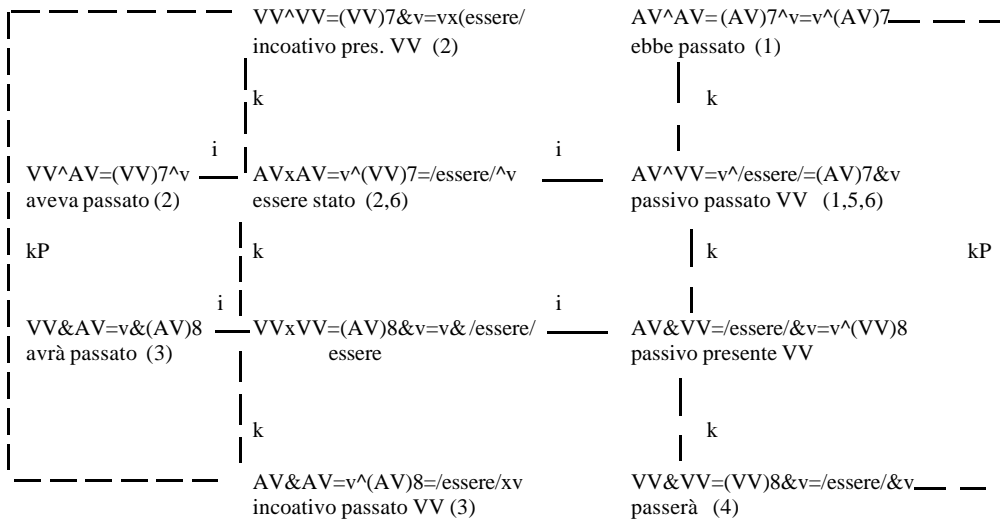 VV^VV=(VV)7&v=vx(essere/
incoativo pres. VV (2)
AV^AV=(AV)7^v=v^(AV)7
ebbe passato (1)
k
k
i
i
VV^AV=(VV)7^v
aveva passato (2)
AVxAV=v^(VV)7=/essere/^v
essere stato (2,6)
AV^VV=v^/essere/=(AV)7&v
passivo passato VV (1,5,6)
kP
k
k
kP
i
i
VV&AV=v&(AV)8
avrà passato (3)
VVxVV=(AV)8&v=v&/essere/
essere
AV&VV=/essere/&v=v^(VV)8
passivo presente VV
k
k
AV&AV=v^(AV)8=/essere/xv
incoativo passato VV (3)
VV&VV=(VV)8&v=/essere/&v
passerà (4)